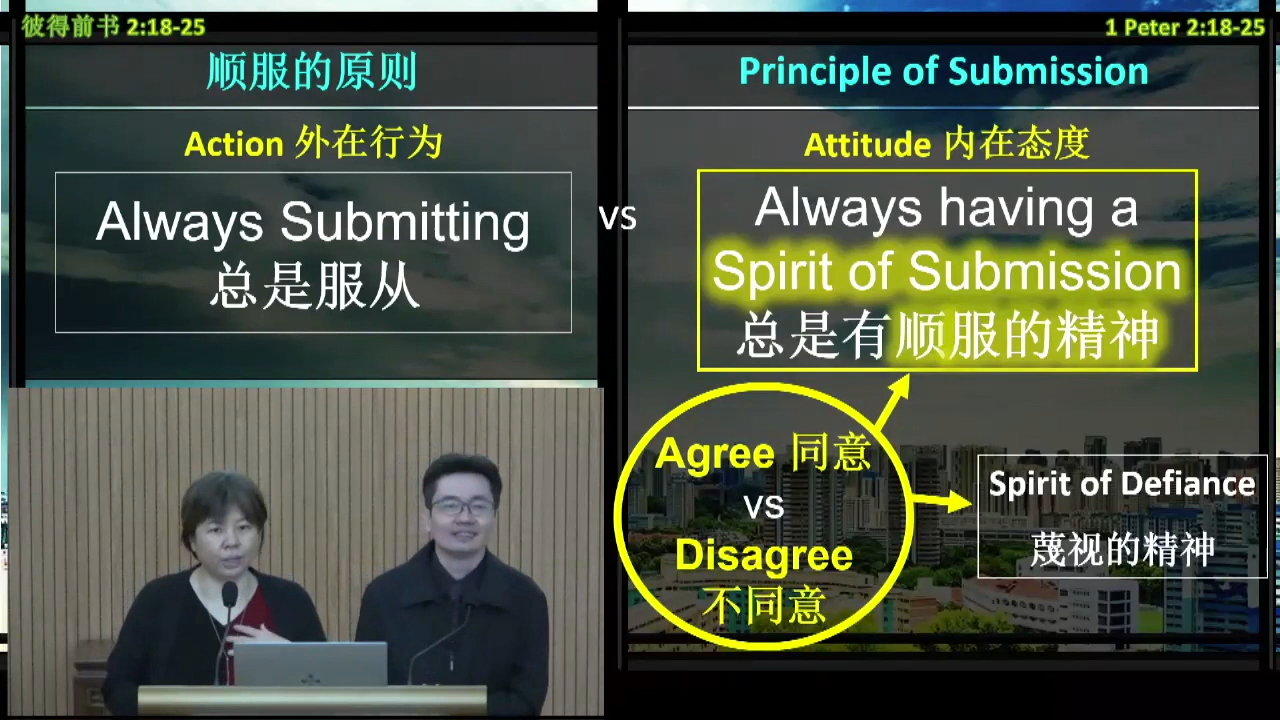 彼得前书 2:18-25
1 Peter 2:18-25
顺服的原则
Principle of Submission
Action 外在行为
Always Submitting
总是服从
vs
Attitude 内在态度
Always having a
Spirit of Submission
总是有顺服的精神
Agree 同意
vs
Disagree
不同意
Spirit of Defiance
蔑视的精神